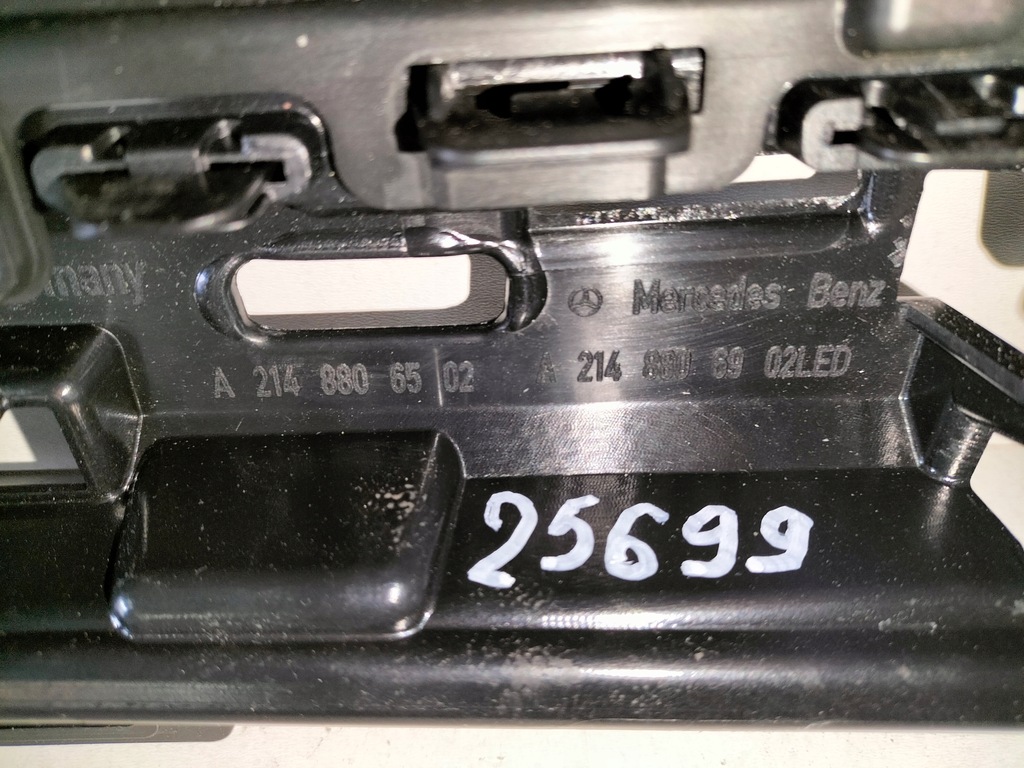 many
Mercedes Benz
A 214 880 65 02
A 214 880 69 02LED
25699